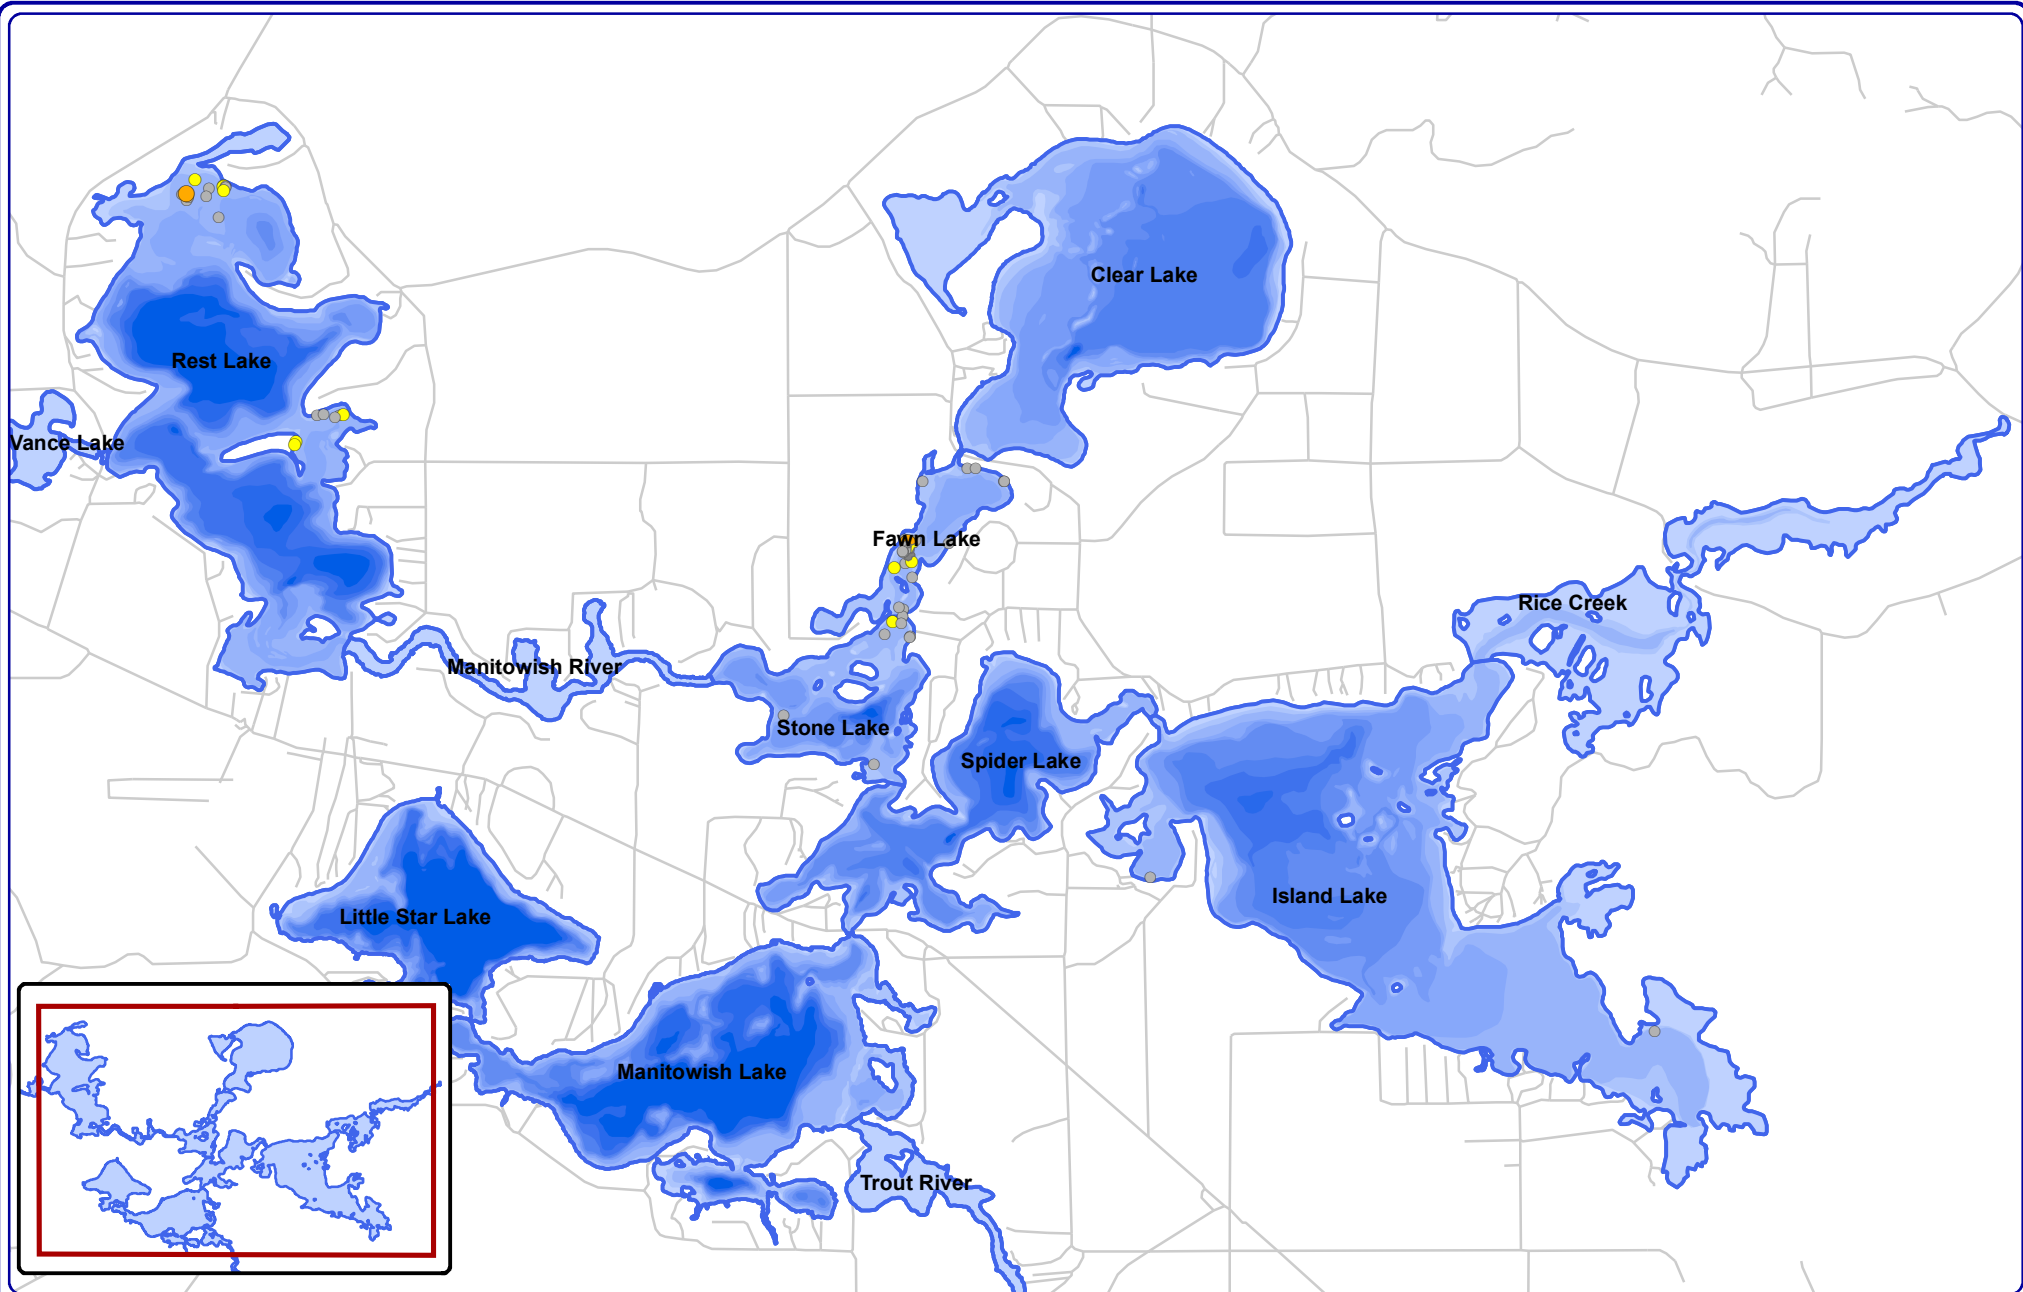 Clear Lake
Rest Lake
Vance Lake
Fawn Lake
Rice Creek
Manitowish River
Stone Lake
Spider Lake
Island Lake
Little Star Lake
Manitowish Lake
Trout River